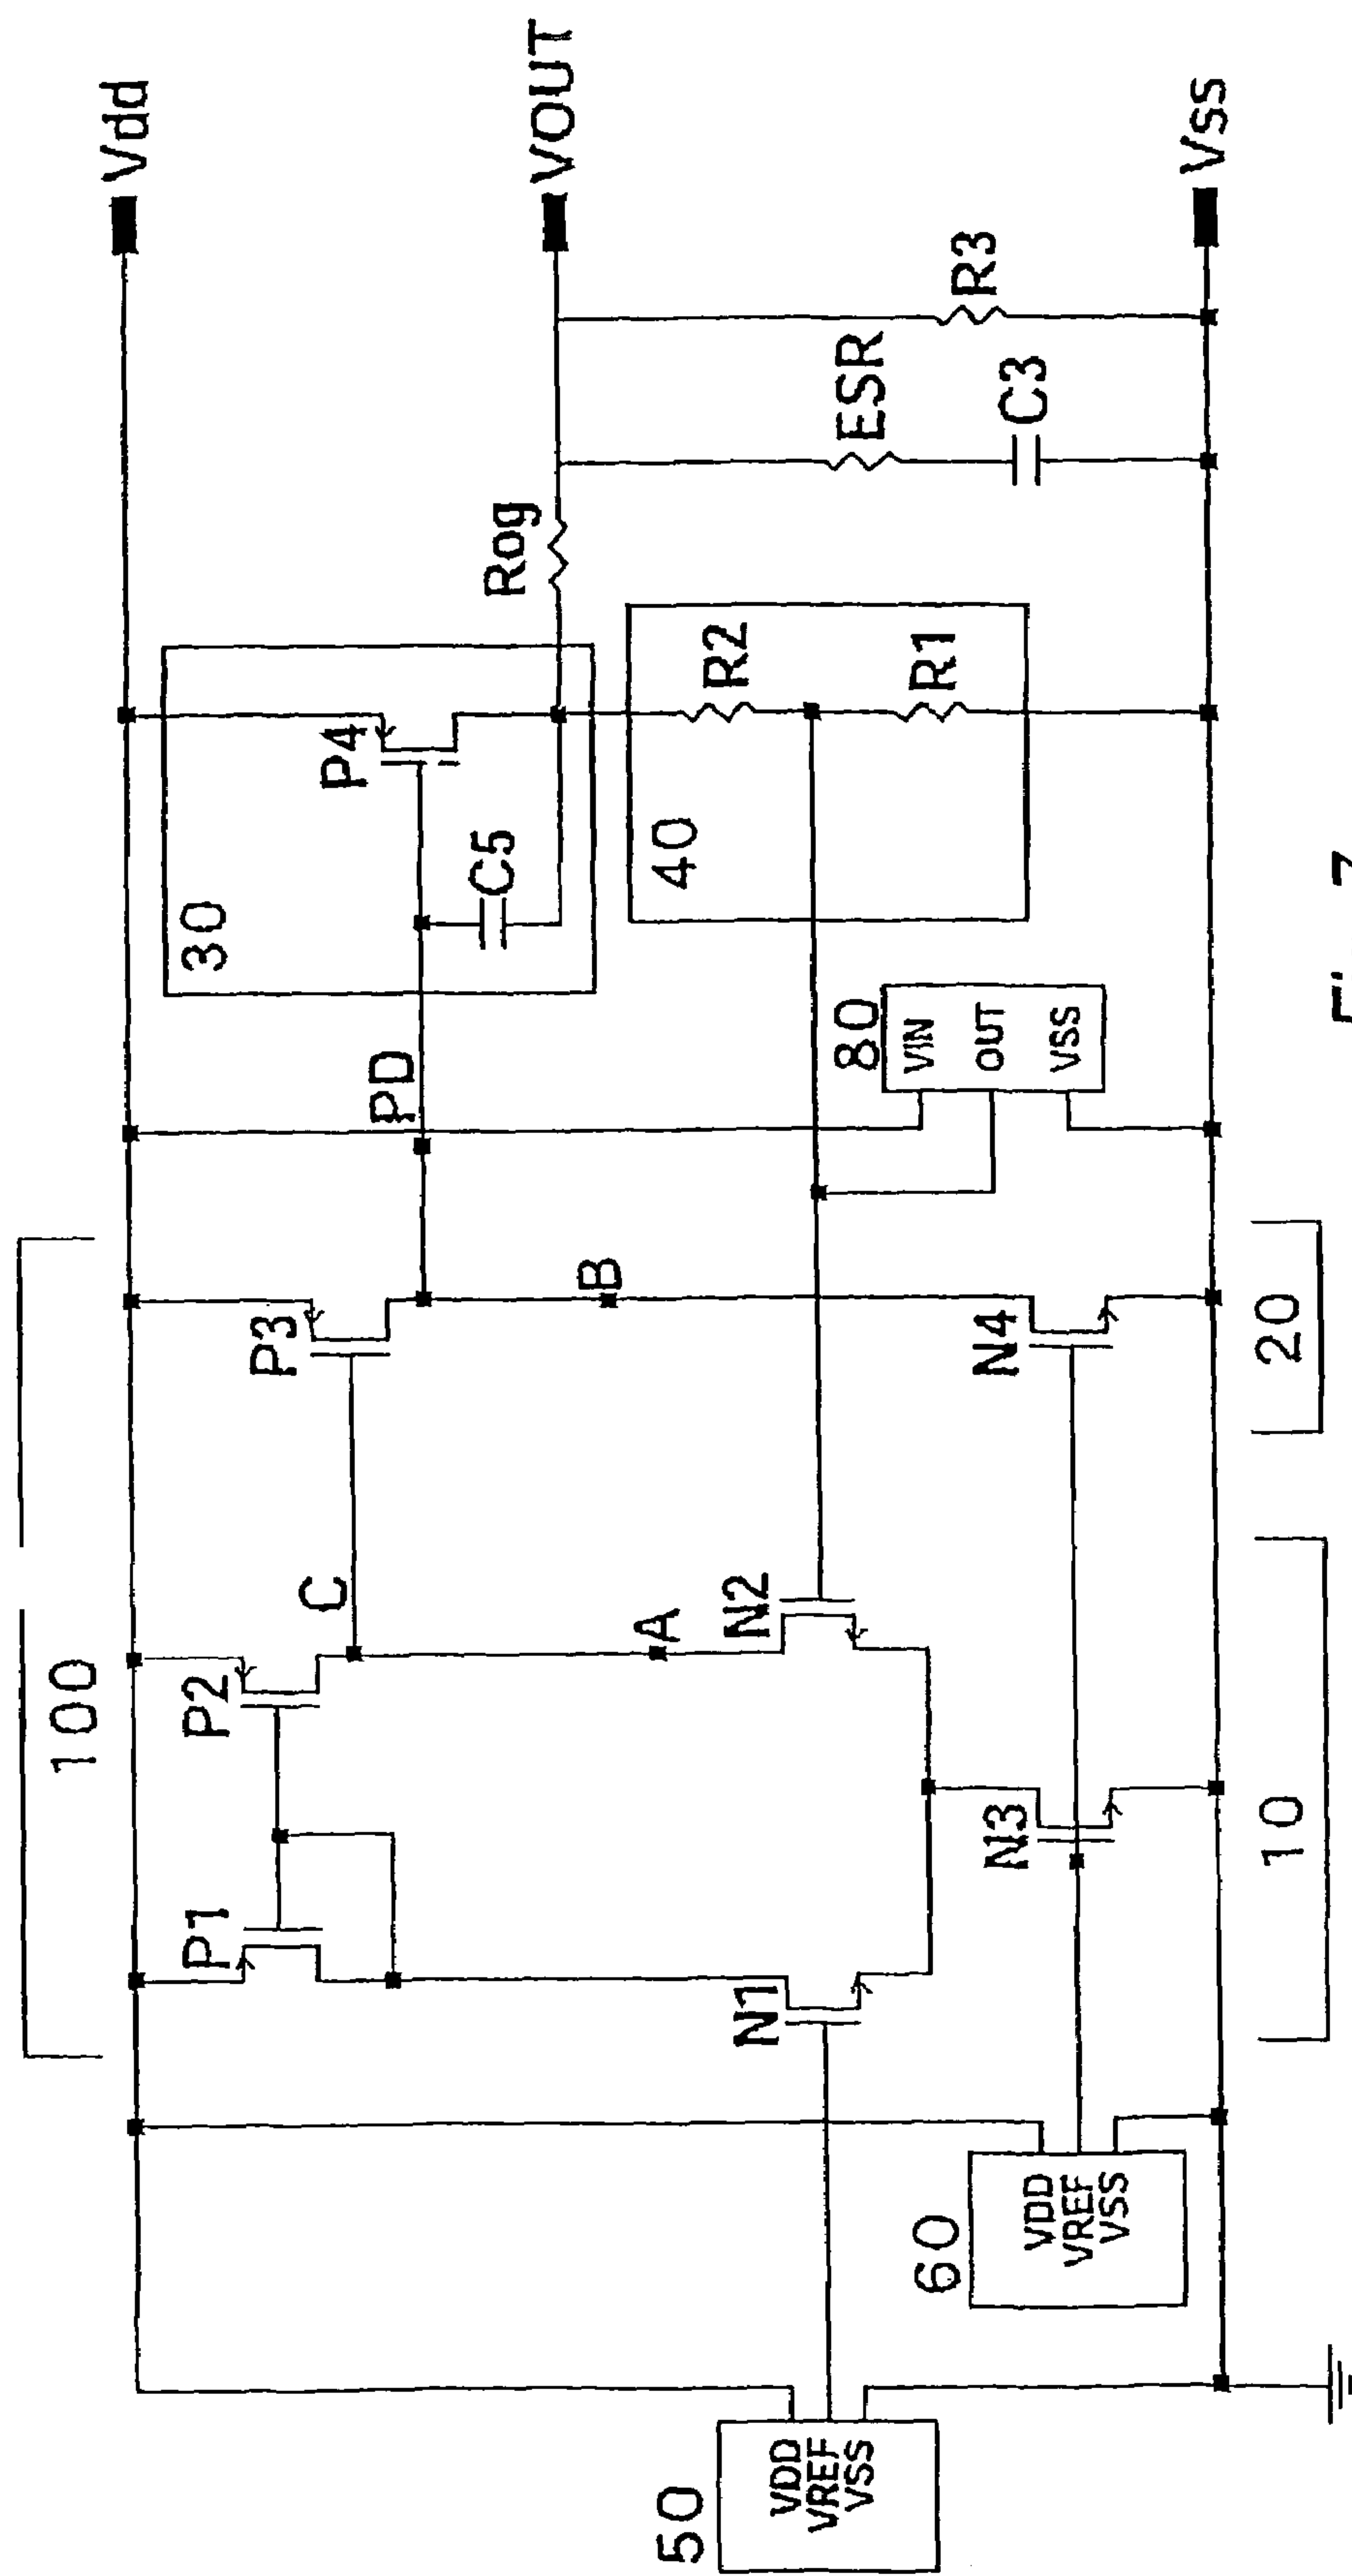 100
Vdd
P1
P2
P3
C
30
P4
C5
PD
Rog
VOUT
A
B
N1
N2
40
R2
R1
ESR
C3
R3
50
VDD
VREF
VSS
60
VDD
VREF
VSS
N3
N4
80
VIN
OUT
VSS
Vss
10
20